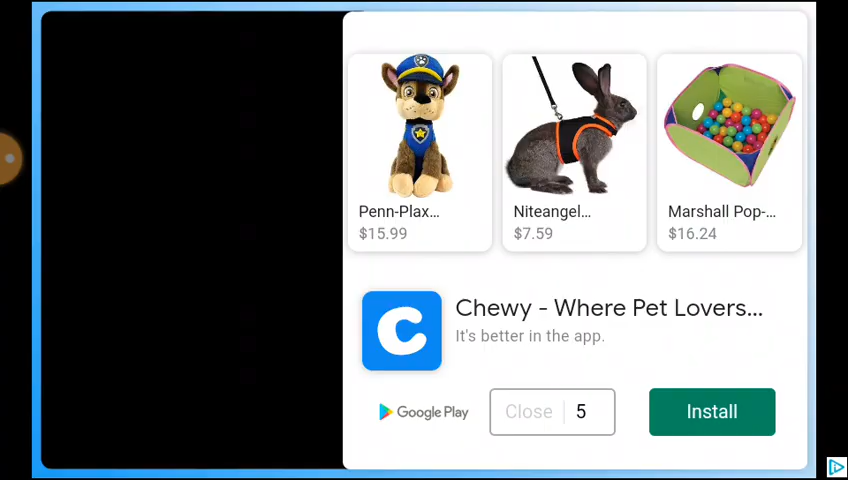 Penn-Plax...
$15.99
Niteangel...
$7.59
Marshall Pop-...
$16.24
C
Chewy - Where Pet Lovers...
It's better in the app.
Google Play
Close 5
Install